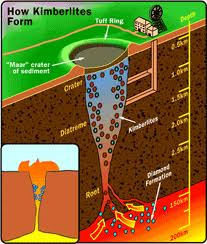 How Kimberlites
Form
Tuff Ring
Depth
"Maar" crater
of sediment
0.5km
Crater
1.0km
Diatreme
Kimberlites
1.5km
2.0km
2.5km
Root
Diamond
Formation
150km
200km